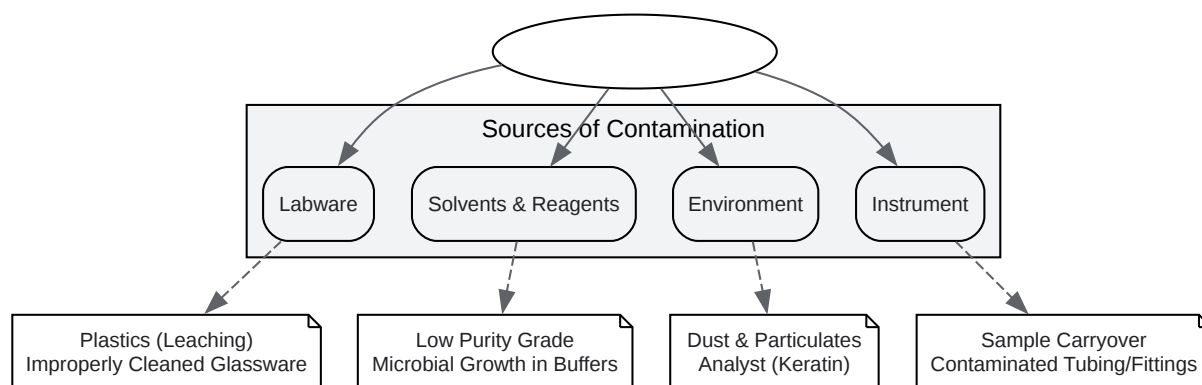 Sources of Contamination
Labware
Solvents & Reagents
Environment
Instrument
Plastics (Leaching)
Improperly Cleaned Glassware
Low Purity Grade
Microbial Growth in Buffers
Dust & Particulates
Analyst (Keratin)
Sample Carryover
Contaminated Tubing/Fittings